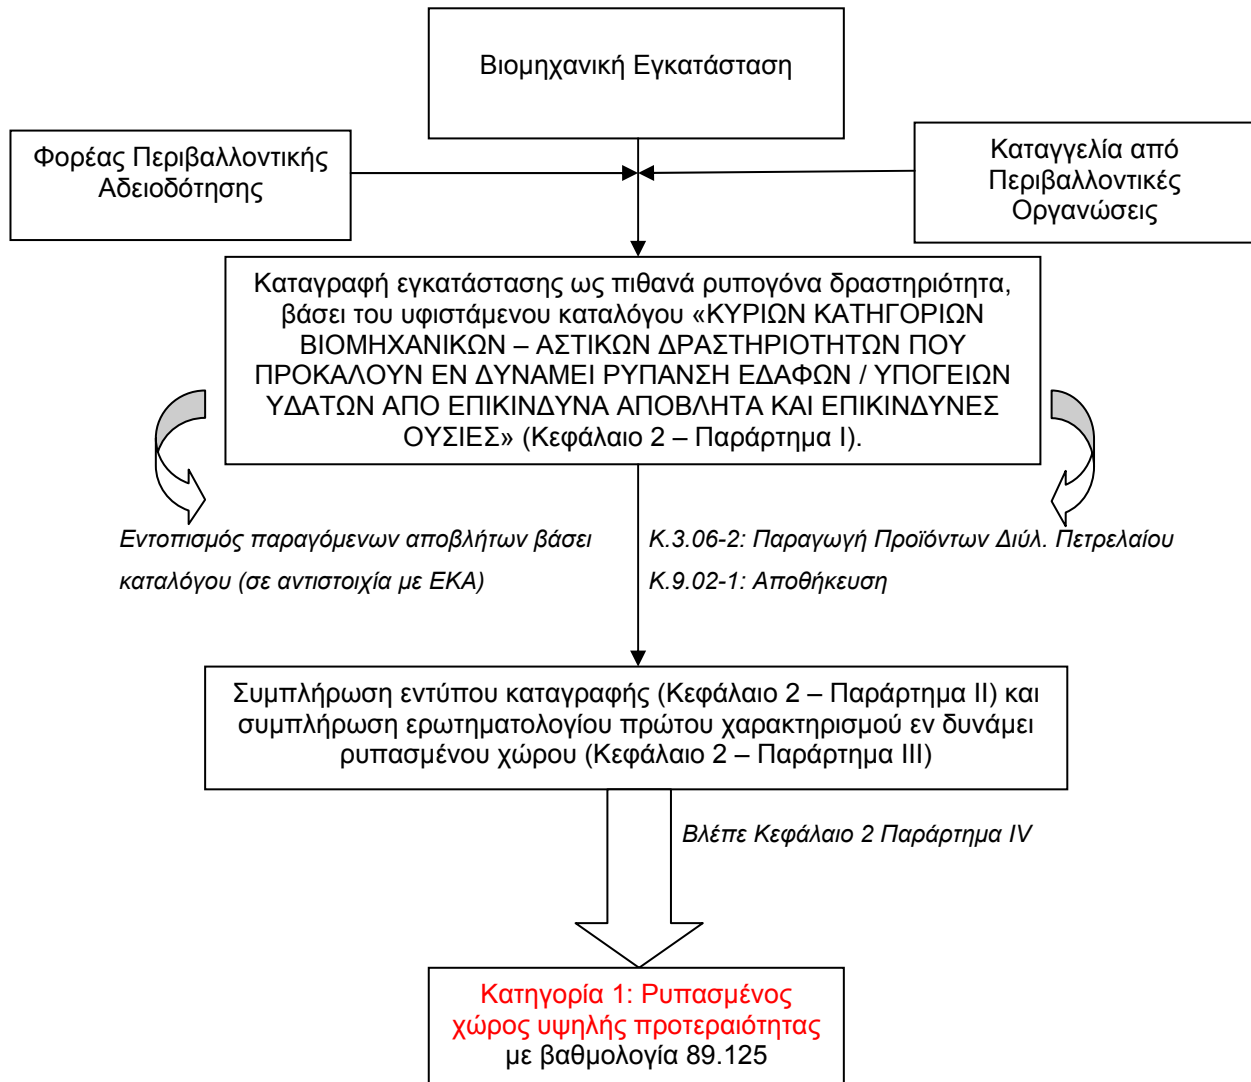 Βιομηχανική Εγκατάσταση
Φορέας Περιβαλλοντικής
Αδειοδότησης
Καταγγελία από
Περιβαλλοντικές
Οργανώσεις
Καταγραφή εγκατάστασης ως πιθανά ρυπογόνα δραστηριότητα,
βάσει του υφιστάμενου καταλόγου «ΚΥΡΙΩΝ ΚΑΤΗΓΟΡΙΩΝ
ΒΙΟΜΗΧΑΝΙΚΩΝ – ΑΣΤΙΚΩΝ ΔΡΑΣΤΗΡΙΟΤΗΤΩΝ ΠΟΥ
ΠΡΟΚΑΛΟΥΝ ΕΝ ΔΥΝΑΜΕΙ ΡΥΠΑΝΣΗ ΕΔΑΦΩΝ / ΥΠΟΓΕΙΩΝ
ΥΔΑΤΩΝ ΑΠΟ ΕΠΙΚΙΝΔΥΝΑ ΑΠΟΒΛΗΤΑ ΚΑΙ ΕΠΙΚΙΝΔΥΝΕΣ
ΟΥΣΙΕΣ» (Κεφάλαιο 2 – Παράρτημα Ι).
Εντοπισμός παραγόμενων αποβλήτων βάσει
καταλόγου (σε αντιστοιχία με ΕΚΑ)
Κ.3.06-2: Παραγωγή Προϊόντων Διύλ. Πετρελαίου
Κ.9.02-1: Αποθήκευση
Συμπλήρωση εντύπου καταγραφής (Κεφάλαιο 2 – Παράρτημα ΙΙ) και
συμπλήρωση ερωτηματολογίου πρώτου χαρακτηρισμού εν δυνάμει
ρυπασμένου χώρου (Κεφάλαιο 2 – Παράρτημα ΙΙΙ)
Βλέπε Κεφάλαιο 2 Παράρτημα IV
Κατηγορία 1: Ρυπασμένος
χώρος υψηλής προτεραιότητας
με βαθμολογία 89.125